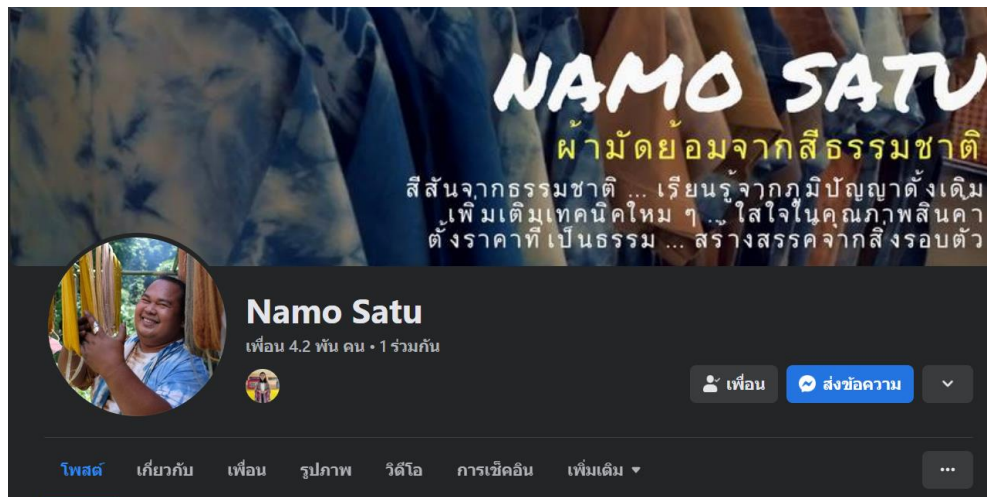 NAMO SATU
ผ้ามัดย้อมจากสีธรรมชาติ
สีสันจากธรรมชาติ ... เรียนรู้จากภูมิปัญญาดั้งเดิม
เพิ่มเติมเทคนิคใหม่ ๆ ... ใส่ใจในคุณภาพสินค้า
ตั้งราคาที่เป็นธรรม ... สร้างสรรค์จากสิ่งรอบตัว
Namo Satu
เพื่อน 4.2 พัน คน • 1 ร่วมกัน
เพื่อน ส่งข้อความ
โพสต์ เกี่ยวกับ เพื่อน รูปภาพ วิดีโอ การเช็คอิน เพิ่มเติม